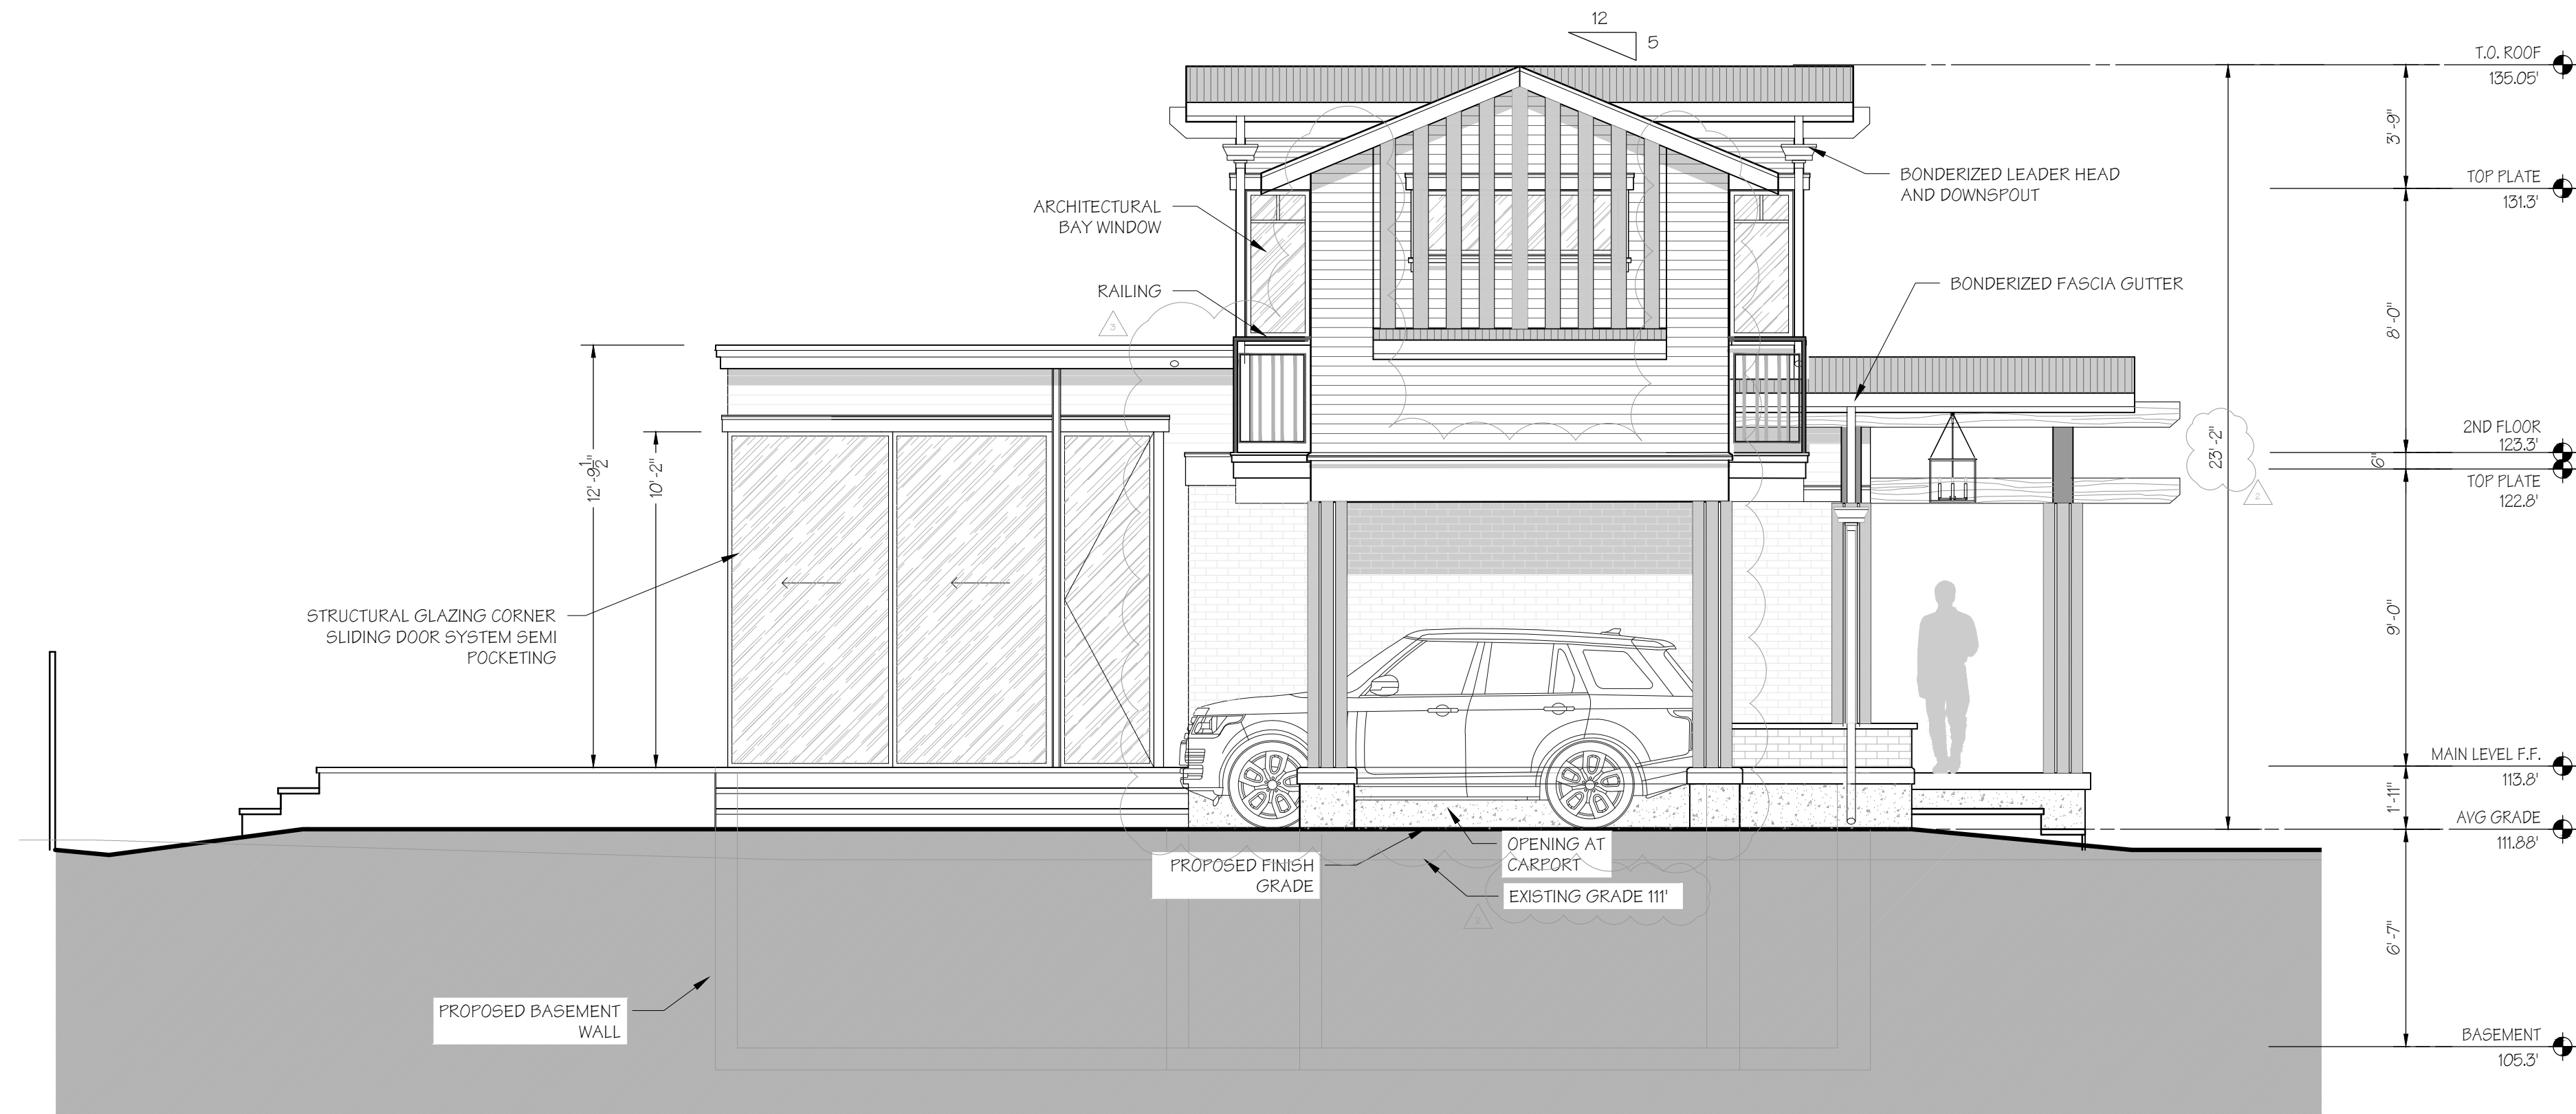 12
5
T.O. ROOF
135.05'
3'-9"
TOP PLATE
131.3'
BONDERIZED LEADER HEAD
AND DOWNSPOUT
ARCHITECTURAL
BAY WINDOW
RAILING
BONDERIZED FASCIA GUTTER
8'-0"
3
2ND FLOOR
123.3'
6"
TOP PLATE
122.8'
23'-2"
2
12'-9 1/2"
10'-2"
STRUCTURAL GLAZING CORNER
SLIDING DOOR SYSTEM SEMI
POCKETING
9'-0"
MAIN LEVEL F.F.
113.8'
1'-11"
AVG GRADE
111.88'
PROPOSED FINISH
GRADE
OPENING AT
CARPORT
EXISTING GRADE 111'
2
6'-7"
PROPOSED BASEMENT
WALL
BASEMENT
105.3'